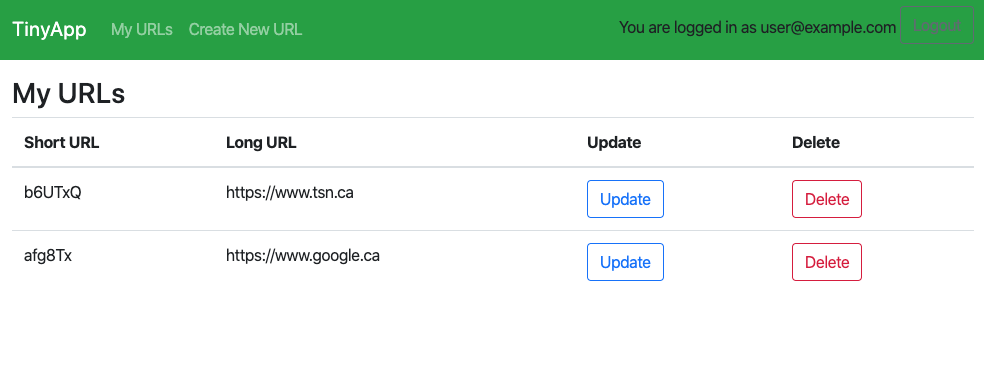 TinyApp My URLs Create New URL You are logged in as user@example.com Logout
My URLs
Short URL Long URL Update Delete
b6UTxQ https://www.tsn.ca Update Delete
afg8Tx https://www.google.ca Update Delete